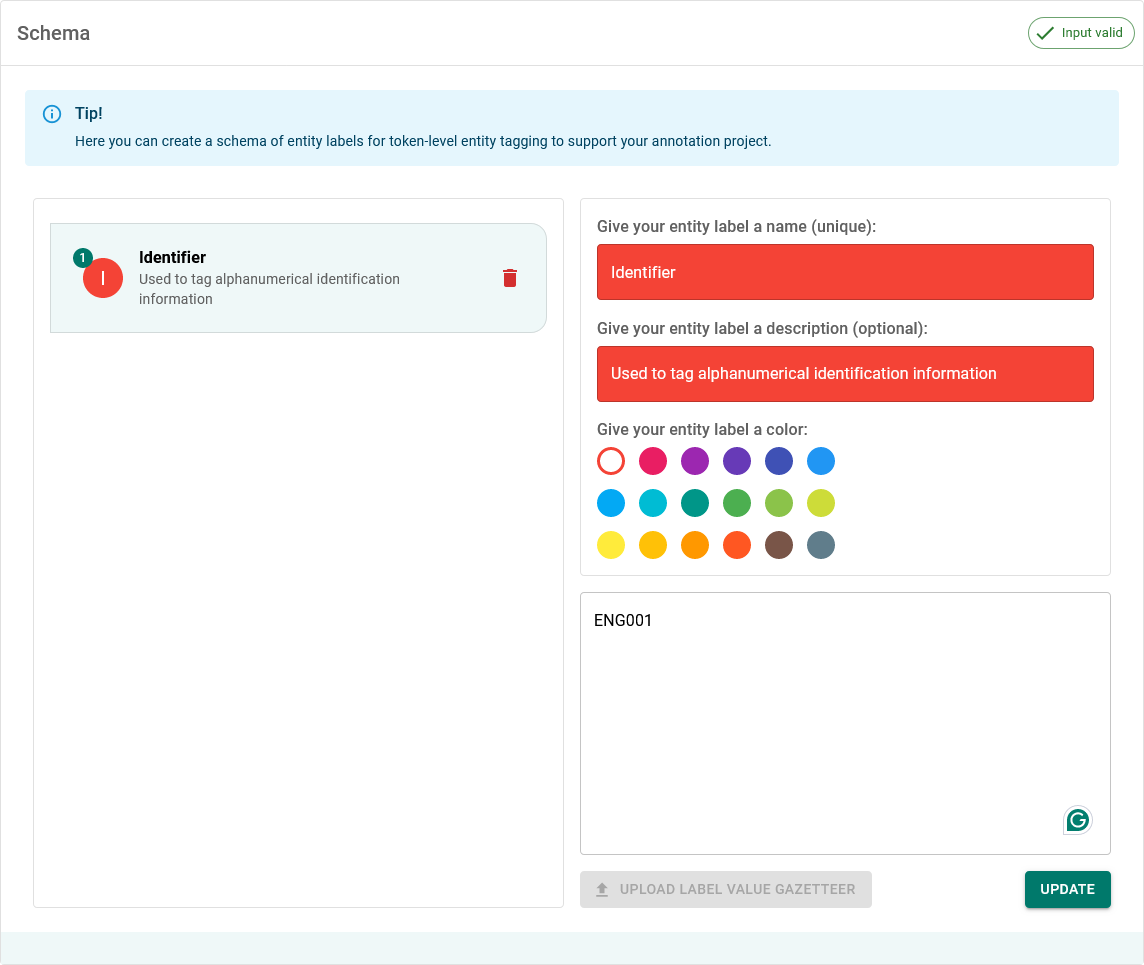 Schema
Input valid
Tip!
Here you can create a schema of entity labels for token-level entity tagging to support your annotation project.
1
I
Identifier
Used to tag alphanumerical identification
information
Give your entity label a name (unique):
Identifier
Give your entity label a description (optional):
Used to tag alphanumerical identification information
Give your entity label a color:
ENG001
G
UPLOAD LABEL VALUE GAZETTEER
UPDATE